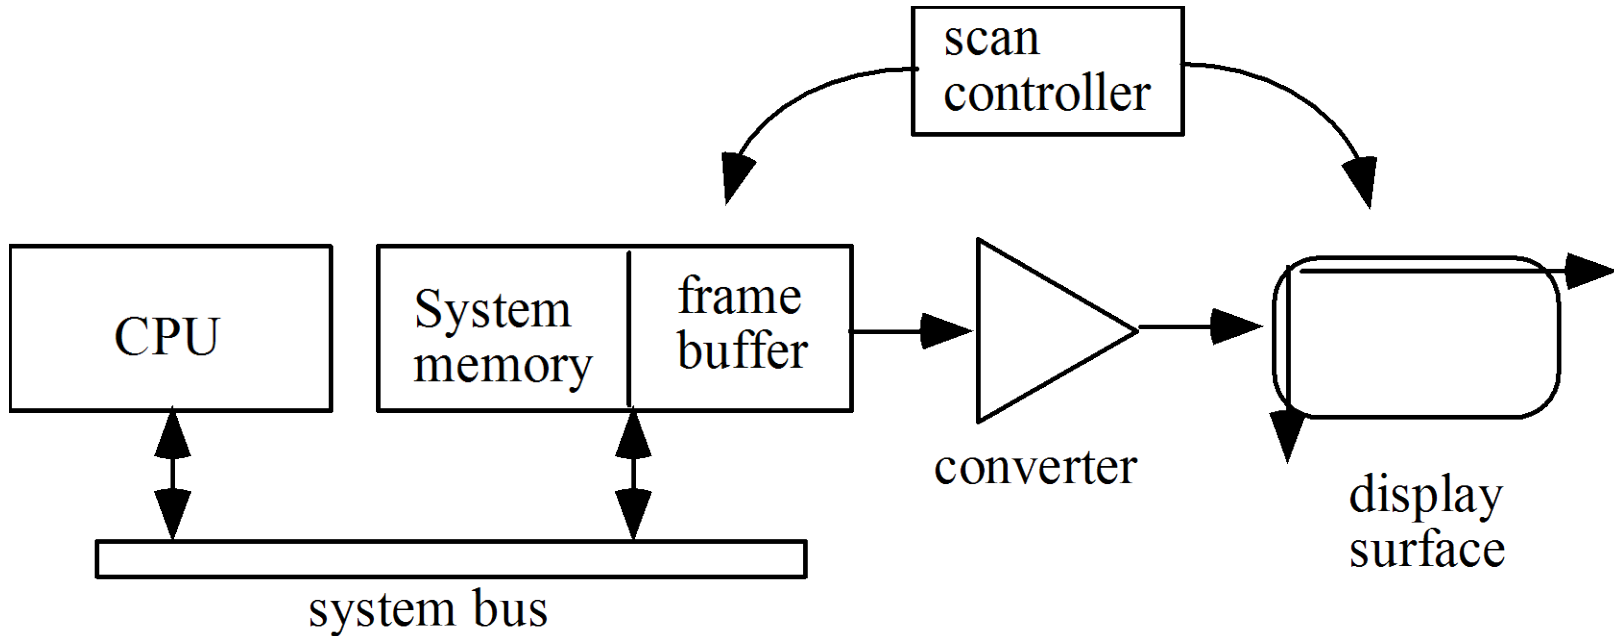 scan
controller
CPU
System
memory
frame
buffer
converter
display
surface
system bus